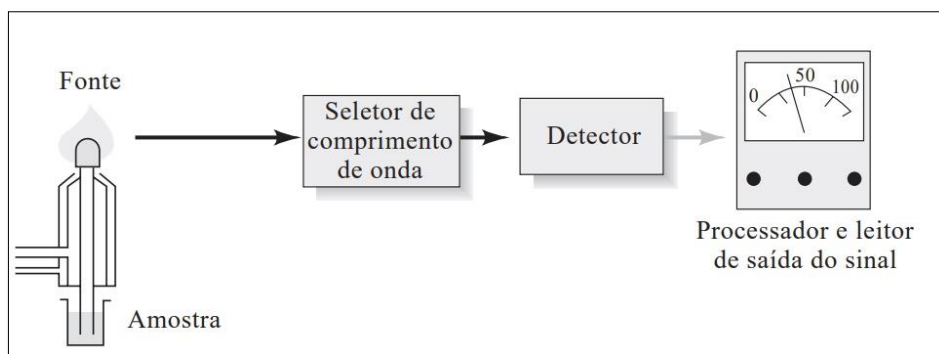 Fonte
Seletor de
comprimento
de onda
Detector
0
50
100
Processador e leitor
de saída do sinal
Amostra